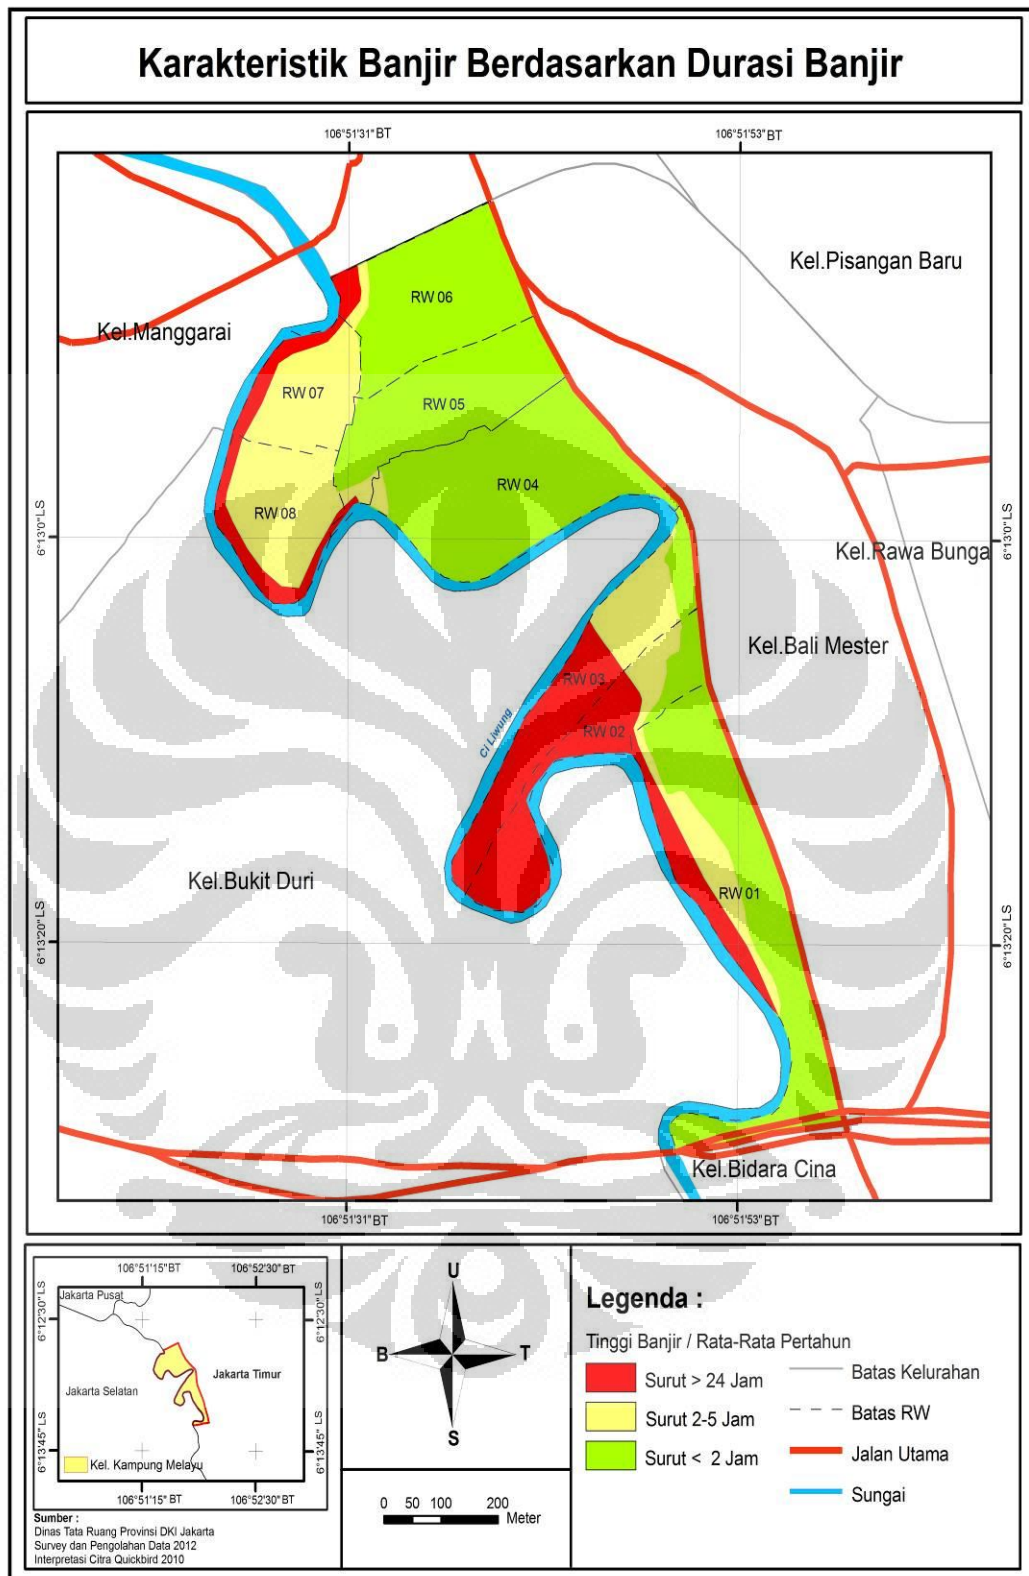 Karakteristik Banjir Berdasarkan Durasi Banjir
106°51'31" BT
106°51'53" BT
Kel.Pisangan Baru
RW 06
Kel.Manggarai
RW 07
RW 05
RW 04
RW 08
6°13'0" LS
6°13'0" LS
Kel.Rawa Bunga
Kel.Bali Mester
RW 03
Ci Liwung
RW 02
Kel.Bukit Duri
RW 01
6°13'20" LS
6°13'20" LS
Kel.Bidara Cina
106°51'31" BT
106°51'53" BT
106°51'15" BT
106°52'30" BT
6°12'30" LS
6°12'30" LS
Jakarta Pusat
Jakarta Timur
Jakarta Selatan
6°13'45" LS
6°13'45" LS
Kel. Kampung Melayu
106°51'15" BT
106°52'30" BT
Sumber :
Dinas Tata Ruang Provinsi DKI Jakarta
Survey dan Pengolahan Data 2012
Interpretasi Citra Quickbird 2010
U
B
T
S
0 50 100 200
Meter
Legenda :
Tinggi Banjir / Rata-Rata Pertahun
Surut > 24 Jam
Surut 2-5 Jam
Surut < 2 Jam
Batas Kelurahan
Batas RW
Jalan Utama
Sungai